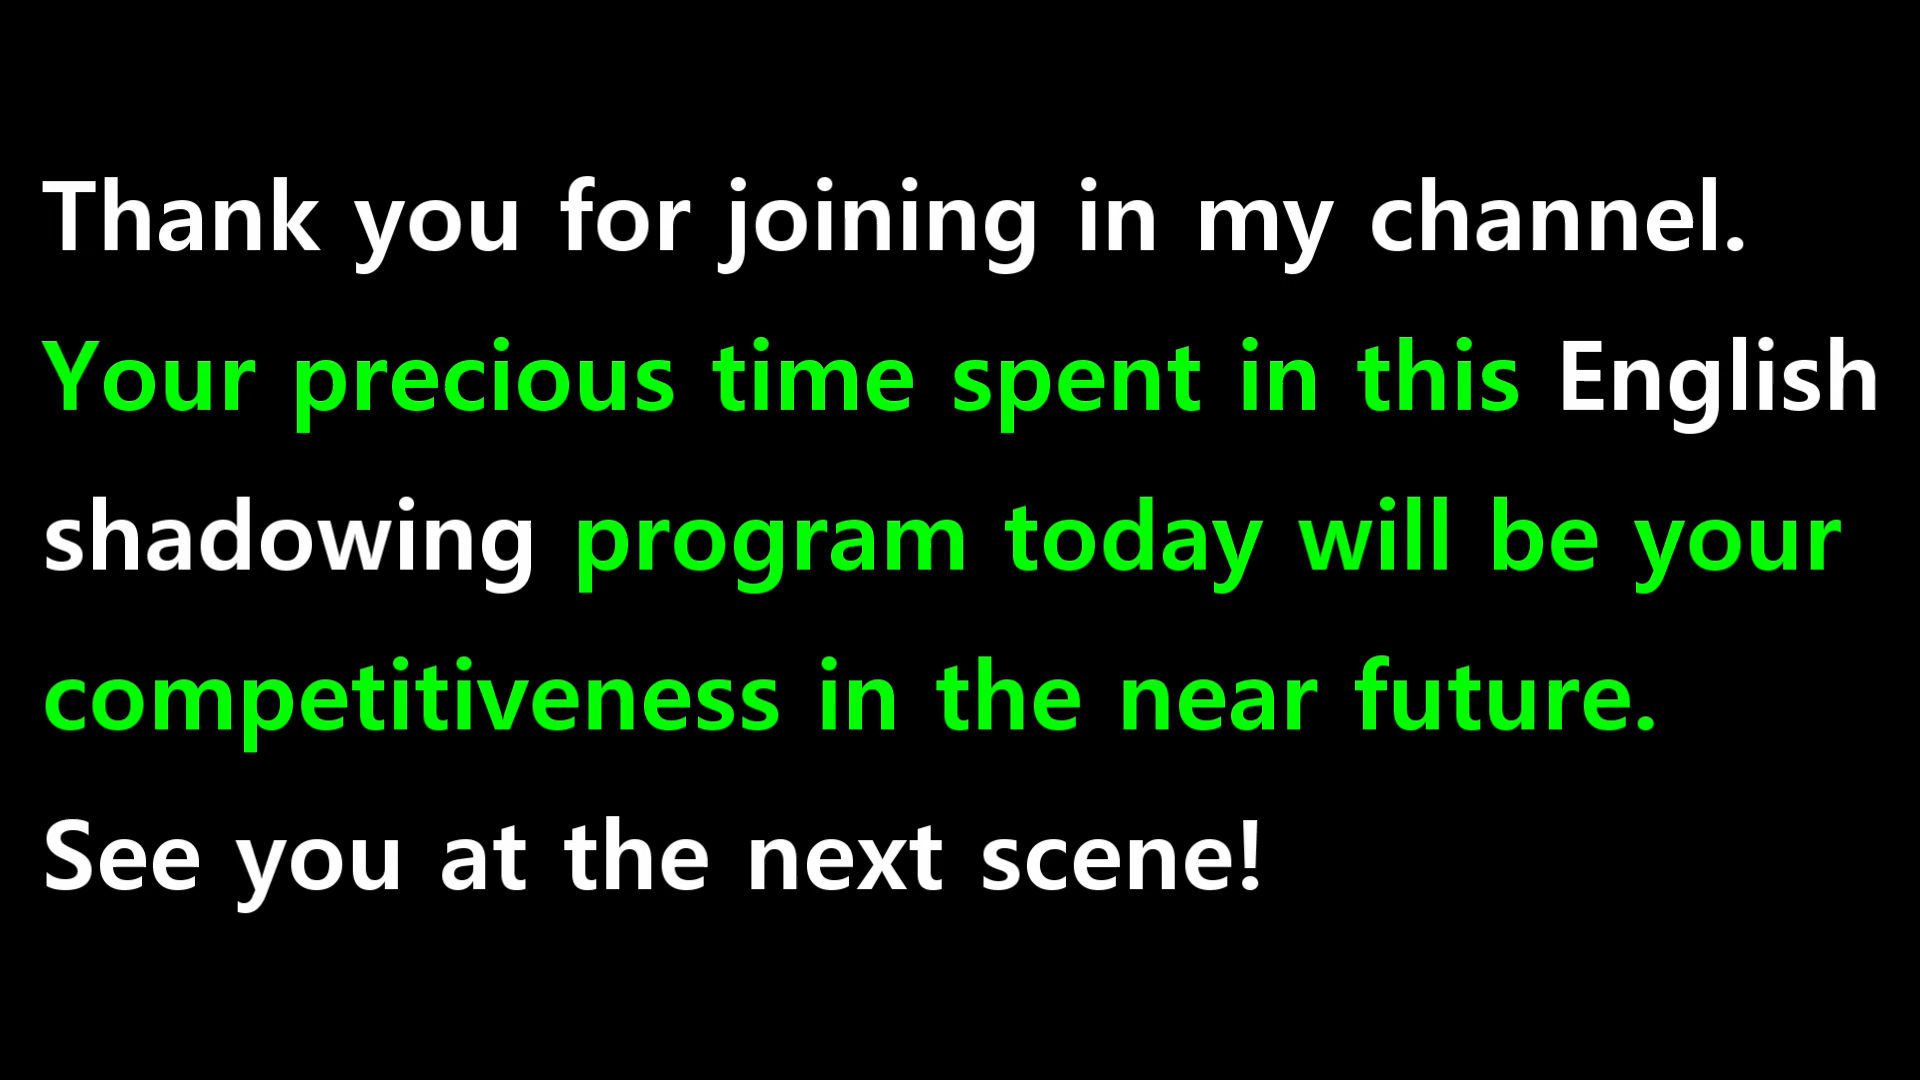 Thank you for joining in my channel.
Your precious time spent in this English
shadowing program today will be your
competitiveness in the near future.
See you at the next scene!